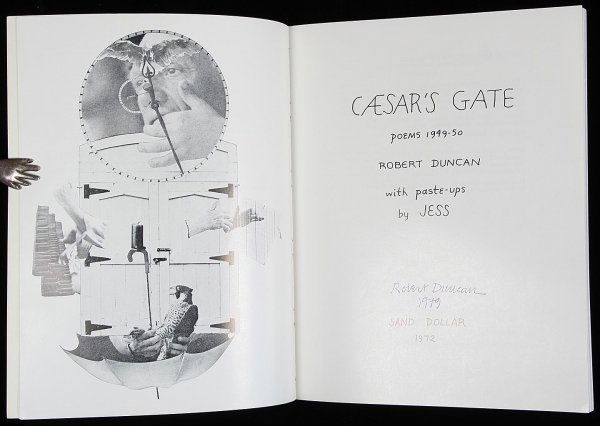 CÆSAR'S GATE
POEMS 1949-50
ROBERT DUNCAN
with paste-ups
by JESS
Robert Duncan
1979
SAND DOLLAR
1972